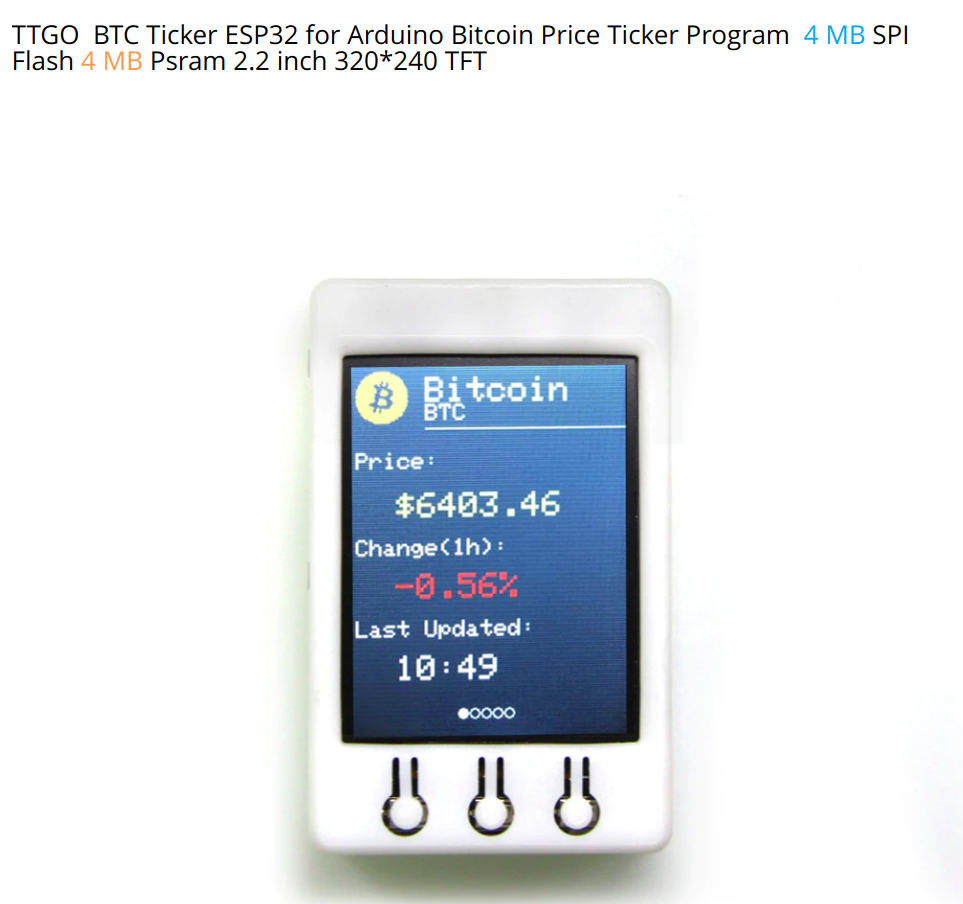 TTGO  BTC Ticker ESP32 for Arduino Bitcoin Price Ticker Program  4 MB SPI
Flash 4 MB Psram 2.2 inch 320*240 TFT
Bitcoin
BTC
Price:
$6403.46
Change(1h):
-0.56%
Last Updated:
10:49